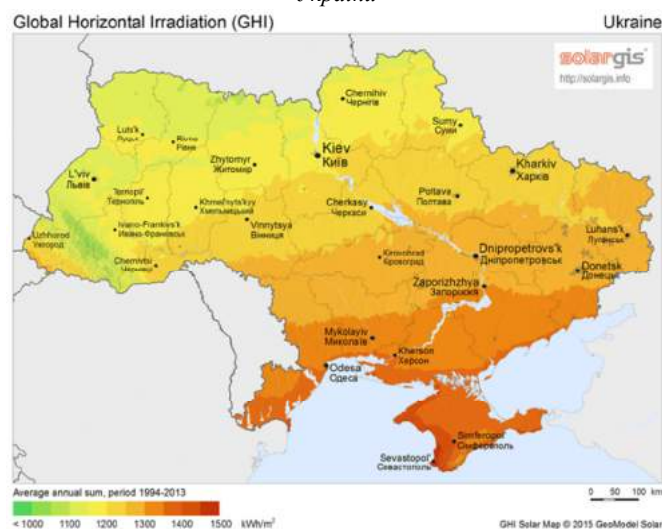 Україна
Global Horizontal Irradiation (GHI)
Ukraine
solargis
http://solargis.info
Chernihiv
Чернігів
Luts'k
Луцьк
Rivne
Рівне
Sumy
Суми
Kiev
Київ
Zhytomyr
Житомир
Kharkiv
Харків
L'viv
Львів
Ternopil'
Тернопіль
Khmel'nyts'kyy
Хмельницький
Vinnytsya
Вінниця
Cherkasy
Черкаси
Poltava
Полтава
Uzhhorod
Ужгород
Ivano-Frankivs'k
Івано-Франківськ
Chernivtsi
Чернівці
Kirovohrad
Кіровоград
Luhans'k
Луганськ
Dnipropetrovs'k
Дніпропетровськ
Donetsk
Донецьк
Zaporizhzhya
Запоріжжя
Mykolayiv
Миколаїв
Kherson
Херсон
Odesa
Одеса
Simferopol'
Сімферополь
Sevastopol'
Севастополь
Average annual sum, period 1994-2013
< 1000 1100 1200 1300 1400 1500 kWh/m²
0 50 100 km
GHI Solar Map © 2015 GeoModel Solar